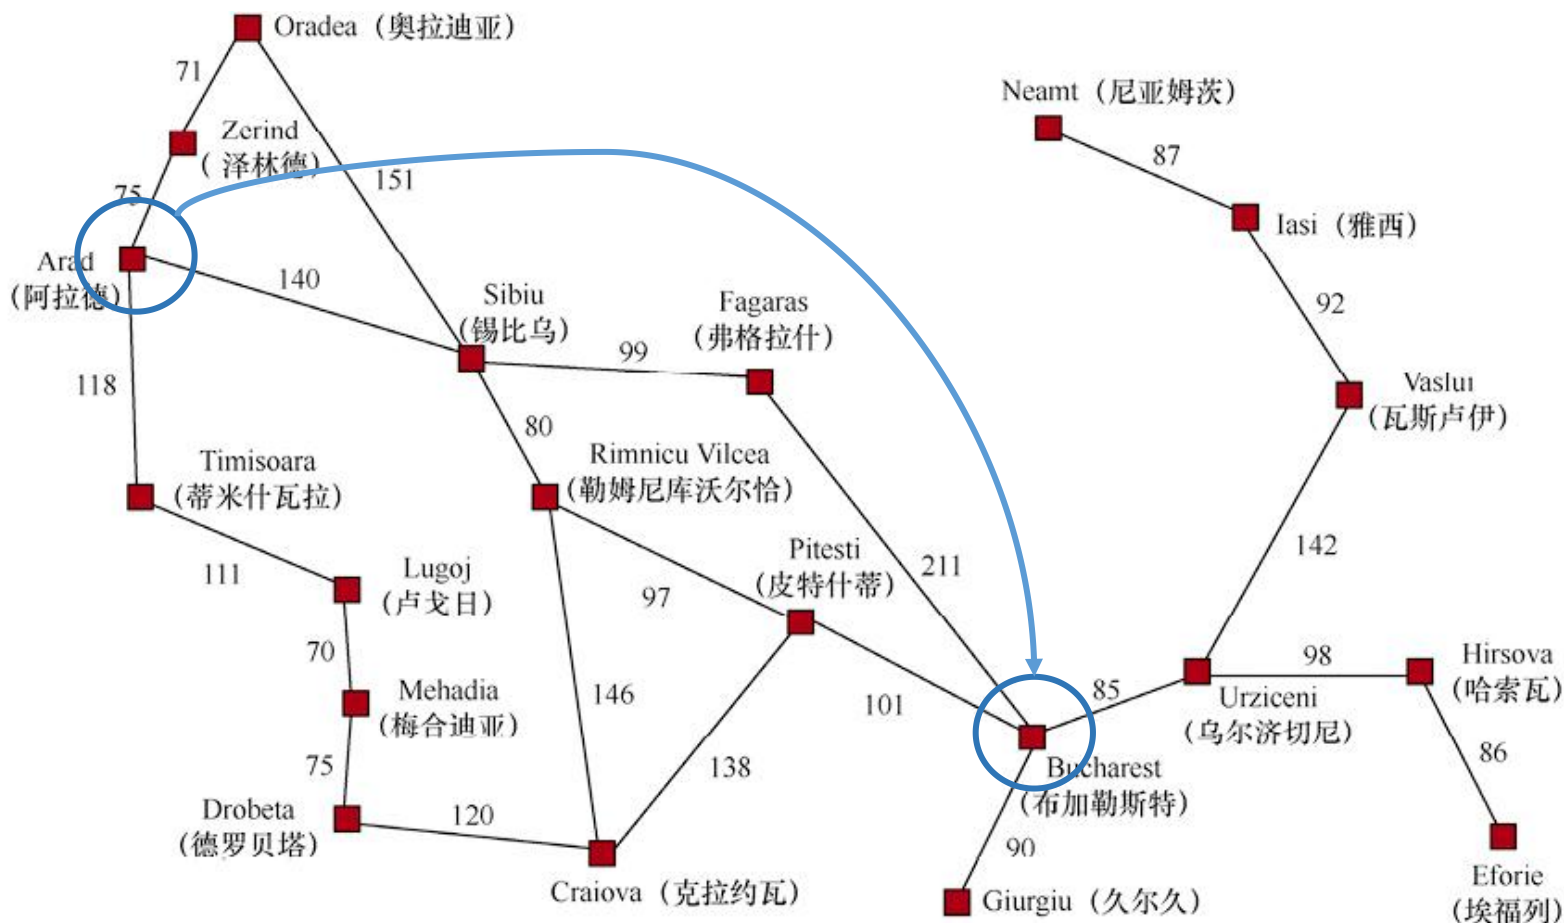 Oradea（奥拉迪亚）
71
Neamt（尼亚姆茨）
Zerind
（ 泽林德）
87
151
75
Iasi（雅西）
Arad
（阿拉德）
140
Sibiu
（锡比乌）
Fagaras
（弗格拉什）
92
99
118
Vaslui
（瓦斯卢伊）
80
Timisoara
（蒂米什瓦拉）
Rimnicu Vilcea
（勒姆尼库沃尔恰）
Pitesti
（皮特什蒂）
142
211
111
Lugoj
（卢戈日）
97
70
98
Hirsova
（哈索瓦）
Mehadia
（梅合迪亚）
146
101
85
Urziceni
（乌尔济切尼）
75
138
Bucharest
（布加勒斯特）
86
Drobeta
（德罗贝塔）
120
90
Craiova（克拉约瓦）
Giurgiu（久尔久）
Eforie
（埃福列）